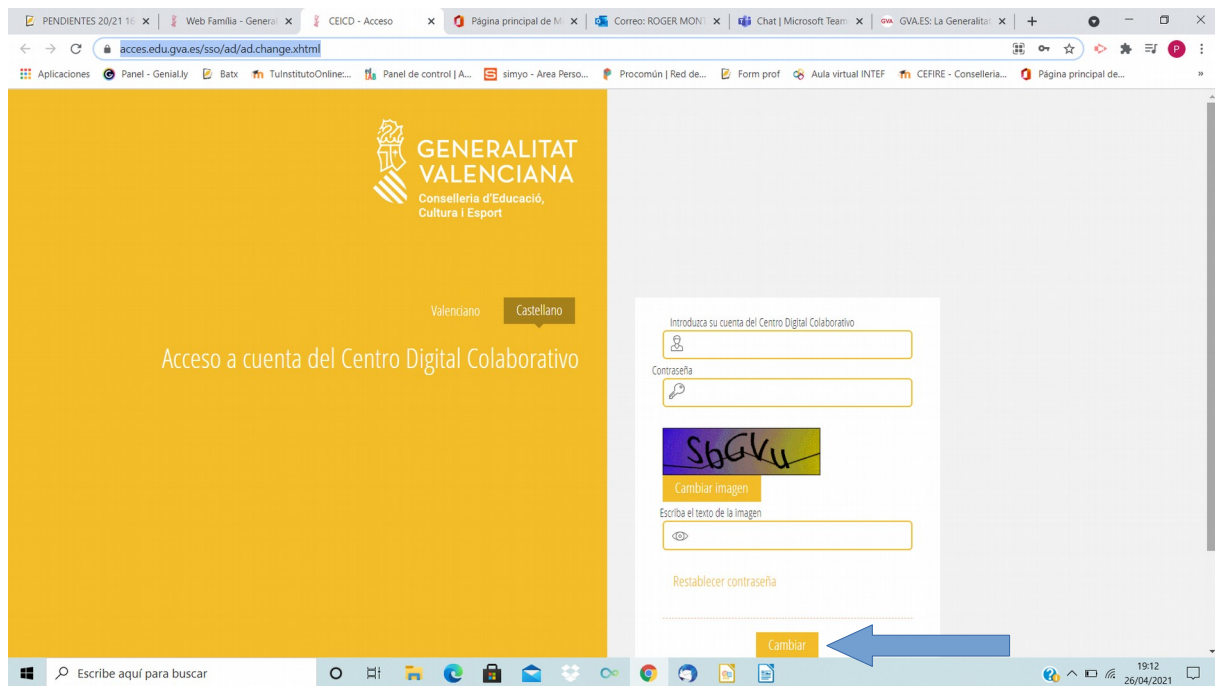 PENDIENTES 20/21 16
Web Família - General
CEICD - Acceso
Página principal de Mi
Correo: ROGER MONT
Chat | Microsoft Team
GVA.ES: La Generalitat
acces.edu.gva.es/sso/ad/ad.change.xhtml
P
Aplicaciones
Panel - Genial.ly
Batx
TuInstitutoOnline:...
Panel de control | A...
simyo - Area Perso...
Procomún | Red de...
Form prof
Aula virtual INTEF
CEFIRE - Conselleria...
Página principal de...
»
GENERALITAT
VALENCIANA
Conselleria d'Educació,
Cultura i Esport
Valenciano
Castellano
Acceso a cuenta del Centro Digital Colaborativo
Introduzca su cuenta del Centro Digital Colaborativo
Contraseña
SbGVu
Cambiar imagen
Escriba el texto de la imagen
Restablecer contraseña
Cambiar
Escribe aquí para buscar
19:12
26/04/2021